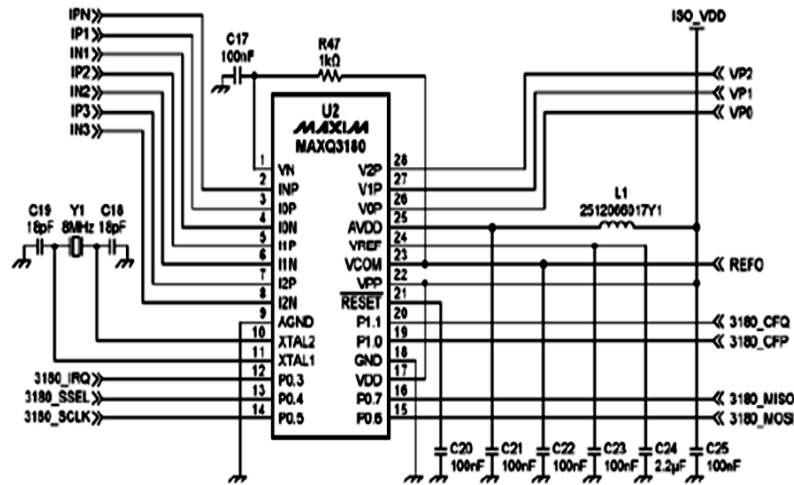 IPN
IP1
IN1
IP2
IN2
IP3
IN3
C17
100nF
R47
1kΩ
ISO_VDD
VP2
VP1
VP0
U2
MAXIM
MAXQ3180
1 VN V2P 28
2 INP V1P 27
3 I0P V0P 26
4 I0N AVDD 25
5 I1P VREF 24
6 I1N VCOM 23
7 I2P VPP 22
8 I2N RESET 21
9 AGND P1.1 20
10 XTAL2 P1.0 19
11 XTAL1 GND 18
12 P0.3 VDD 17
13 P0.4 P0.7 16
14 P0.5 P0.6 15
L1
2512066017Y1
C19 Y1 C18
18pF 8MHz 18pF
REF0
3180_CFQ
3180_CFP
3180_IRQ
3180_SSEL
3180_SCLK
3180_MISO
3180_MOSI
C20 C21 C22 C23 C24 C25
100nF 100nF 100nF 100nF 2.2µF 100nF